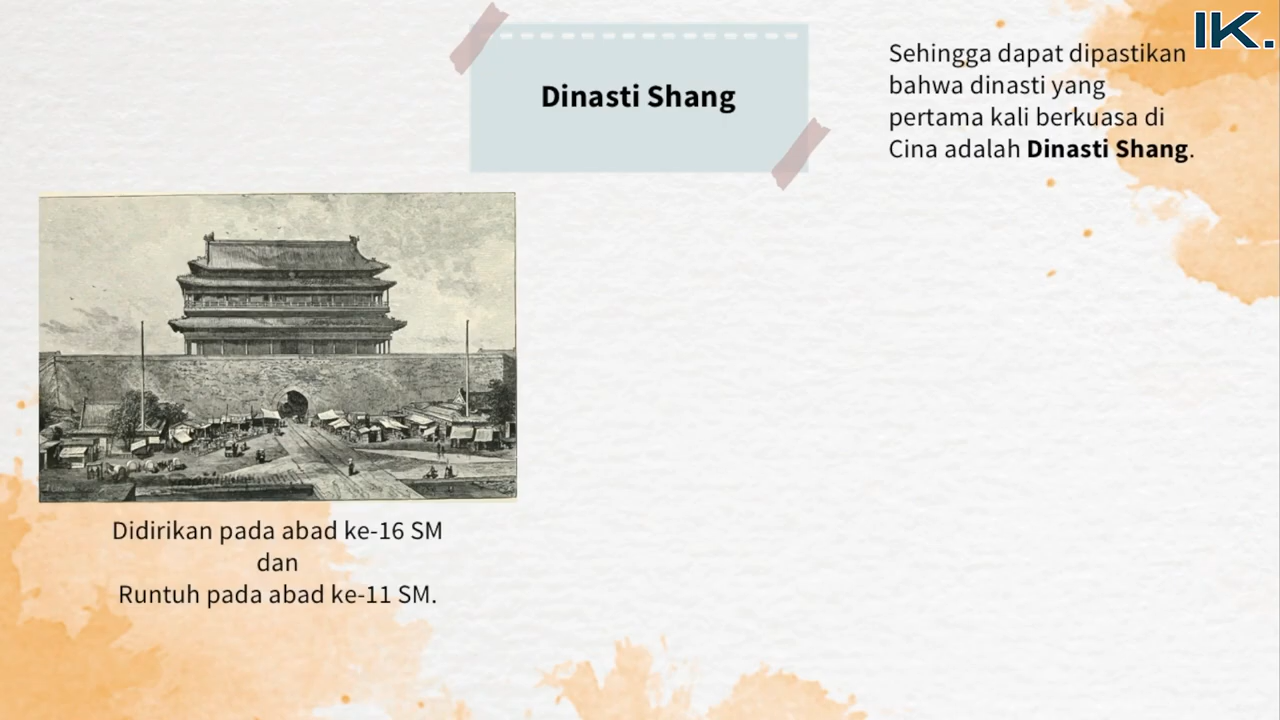 Dinasti Shang
IK.
Sehingga dapat dipastikan
bahwa dinasti yang
pertama kali berkuasa di
Cina adalah Dinasti Shang.
Didirikan pada abad ke-16 SM
dan
Runtuh pada abad ke-11 SM.